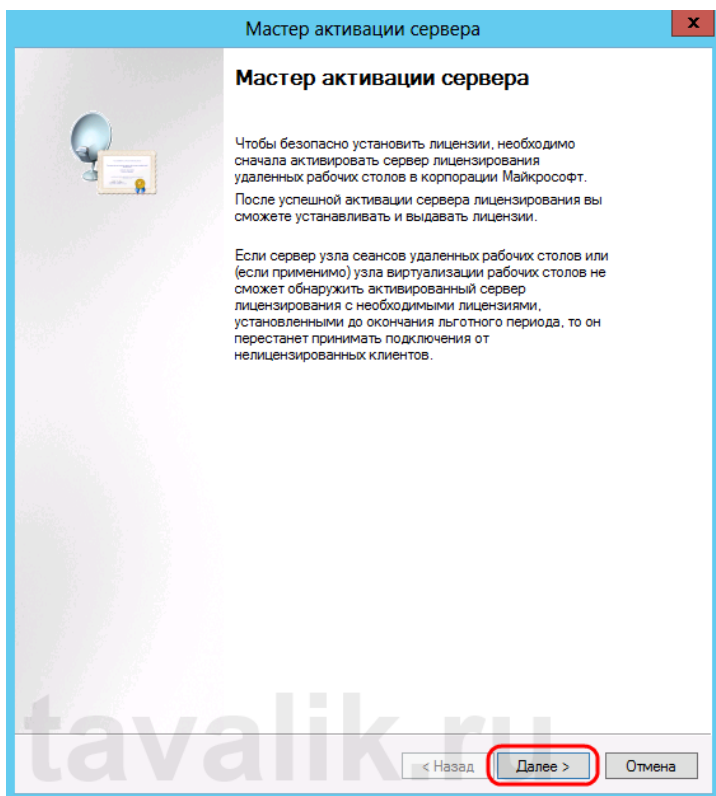 Мастер активации сервера
x
Мастер активации сервера
Чтобы безопасно установить лицензии, необходимо
сначала активировать сервер лицензирования
удаленных рабочих столов в корпорации Майкрософт.
После успешной активации сервера лицензирования вы
сможете устанавливать и выдавать лицензии.
Если сервер узла сеансов удаленных рабочих столов или
(если применимо) узла виртуализации рабочих столов не
сможет обнаружить активированный сервер
лицензирования с необходимыми лицензиями,
установленными до окончания льготного периода, то он
перестанет принимать подключения от
нелицензированных клиентов.
tavalik.ru
< Назад Далее > Отмена